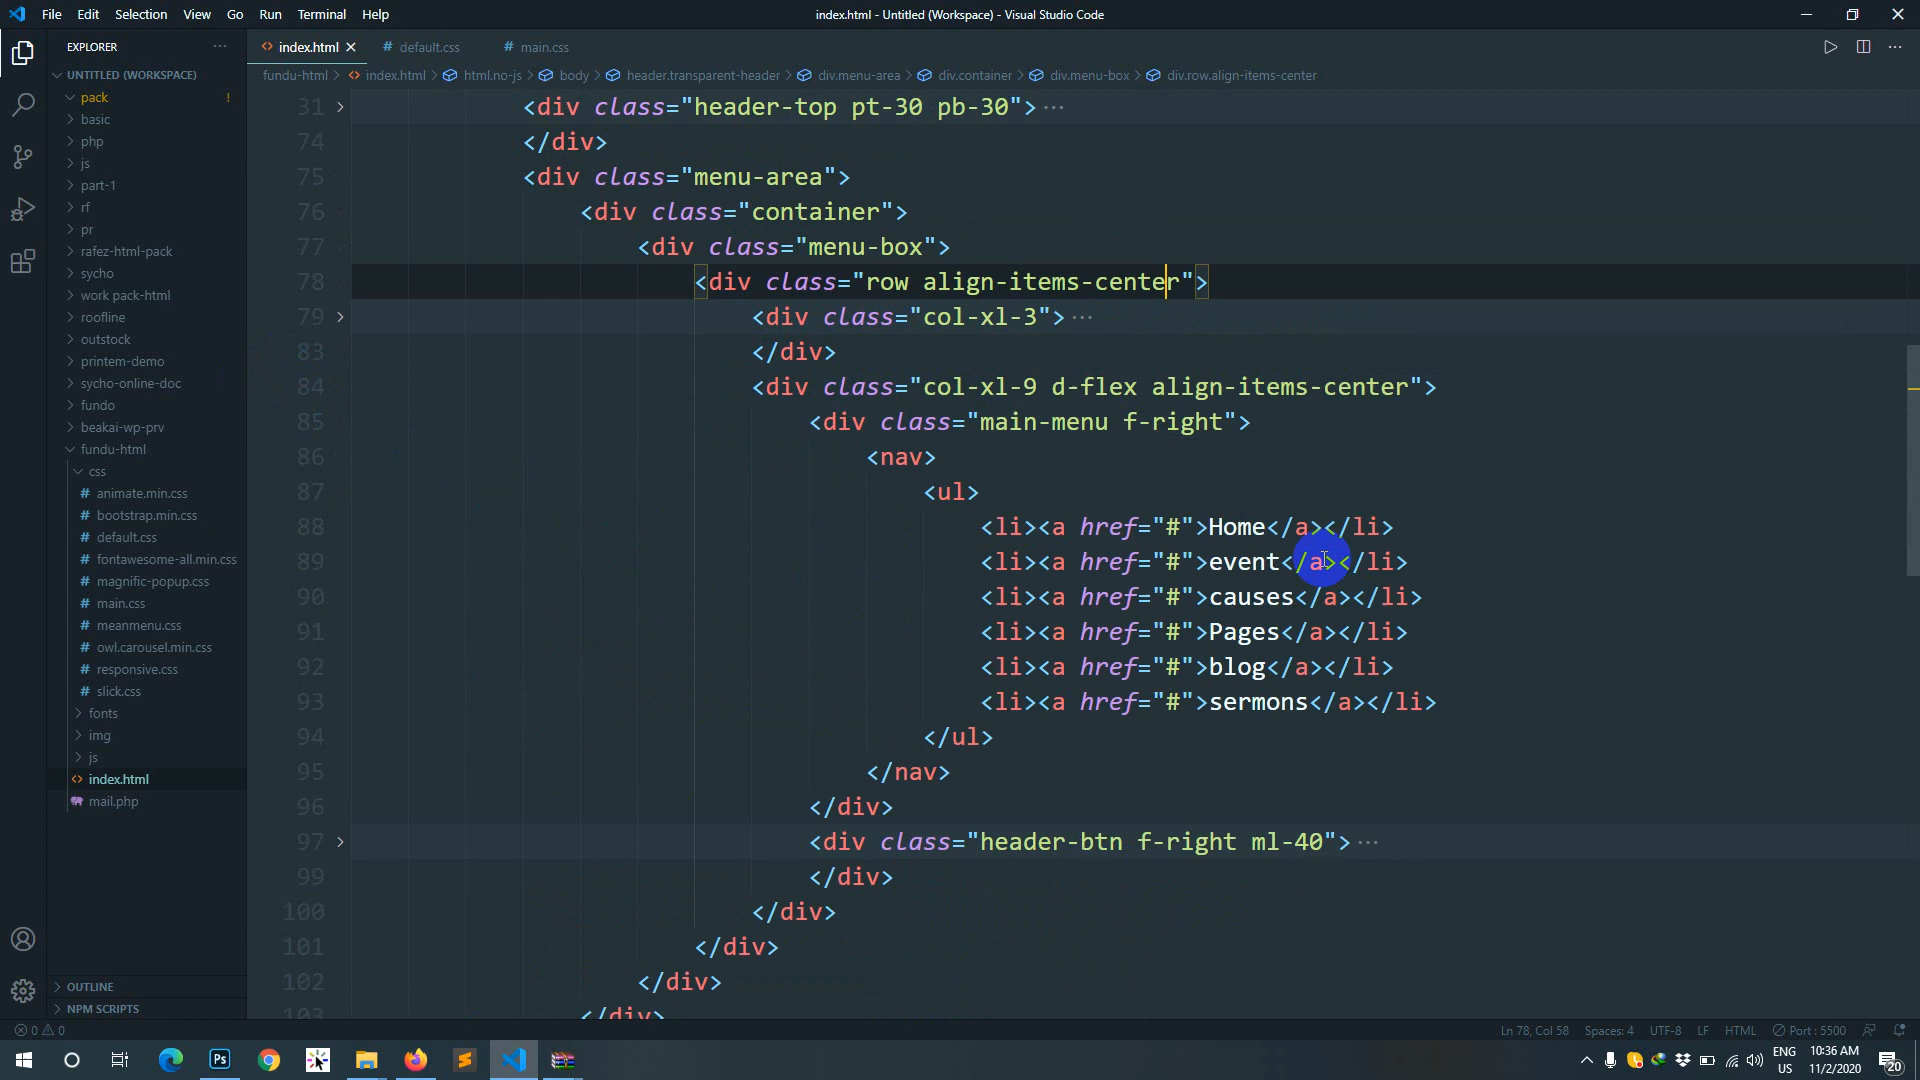 File Edit Selection View Go Run Terminal Help
index.html - Untitled (Workspace) - Visual Studio Code
EXPLORER ···
index.html
default.css
main.css
UNTITLED (WORKSPACE)
pack !
basic
php
js
part-1
rf
pr
rafez-html-pack
sycho
work pack-html
roofline
outstock
printem-demo
sycho-online-doc
fundo
beakai-wp-prv
fundu-html
css
animate.min.css
bootstrap.min.css
default.css
fontawesome-all.min.css
magnific-popup.css
main.css
meanmenu.css
owl.carousel.min.css
responsive.css
slick.css
fonts
img
js
index.html
mail.php
OUTLINE
NPM SCRIPTS
fundu-html > index.html > html.no-js > body > header.transparent-header > div.menu-area > div.container > div.menu-box > div.row.align-items-center
31 <div class="header-top pt-30 pb-30">···
74 </div>
75 <div class="menu-area">
76 <div class="container">
77 <div class="menu-box">
78 <div class="row align-items-center">
79 <div class="col-xl-3">···
83 </div>
84 <div class="col-xl-9 d-flex align-items-center">
85 <div class="main-menu f-right">
86 <nav>
87 <ul>
88 <li><a href="#">Home</a></li>
89 <li><a href="#">event</a></li>
90 <li><a href="#">causes</a></li>
91 <li><a href="#">Pages</a></li>
92 <li><a href="#">blog</a></li>
93 <li><a href="#">sermons</a></li>
94 </ul>
95 </nav>
96 </div>
97 <div class="header-btn f-right ml-40">···
99 </div>
100 </div>
101 </div>
102 </div>
103 </div>
0 0
Ln 78, Col 58 Spaces: 4 UTF-8 LF HTML Port : 5500
Ps
ENG
US
10:36 AM
11/2/2020
20